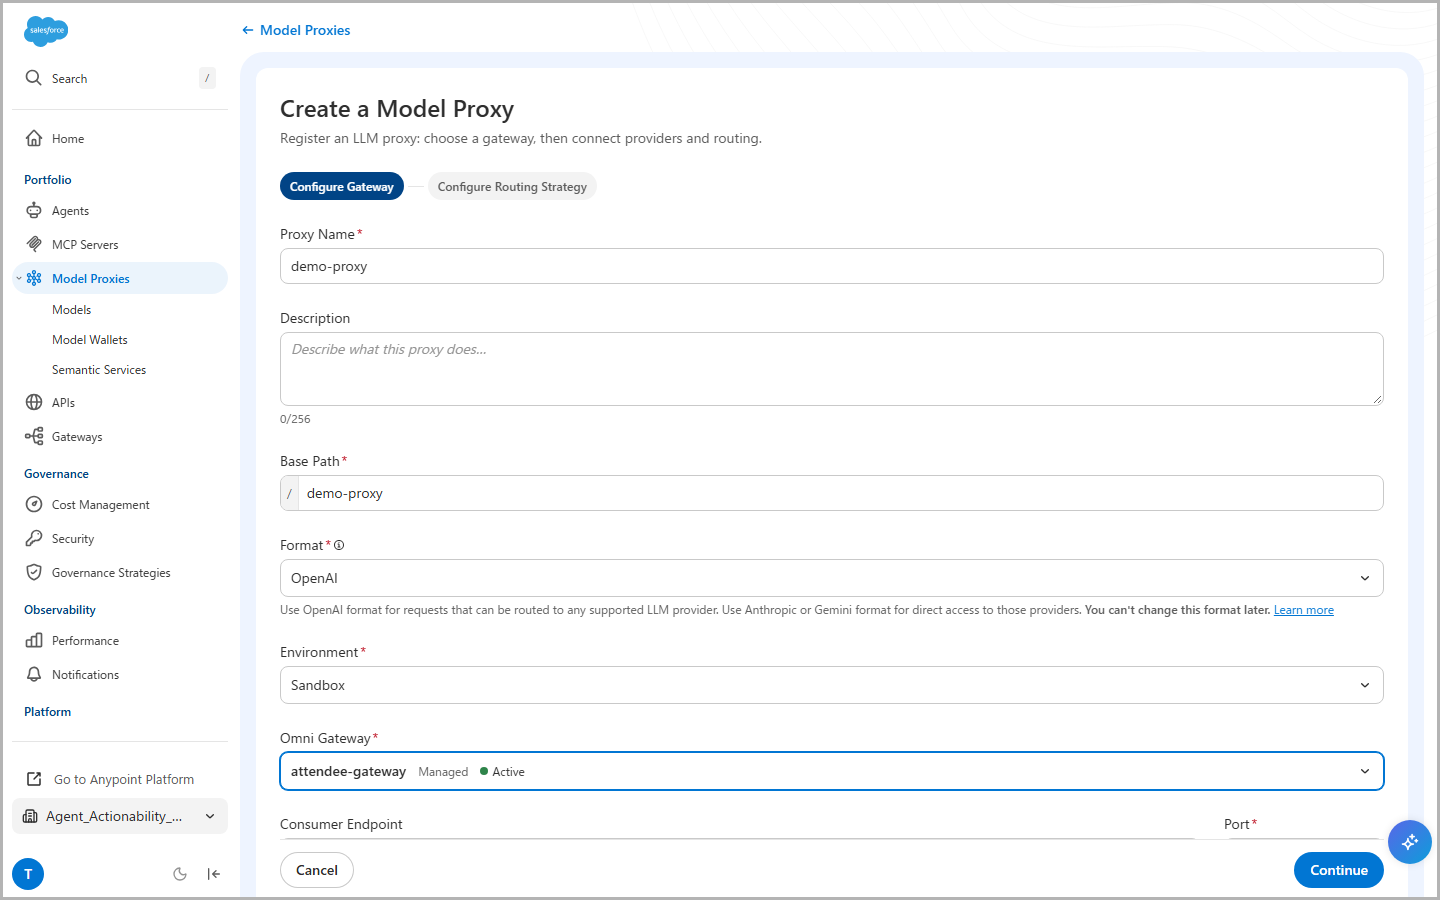 salesforce
Search /
Home
Portfolio
Agents
MCP Servers
Model Proxies
Models
Model Wallets
Semantic Services
APIs
Gateways
Governance
Cost Management
Security
Governance Strategies
Observability
Performance
Notifications
Platform
Go to Anypoint Platform
Agent_Actionability_...
T
← Model Proxies
Create a Model Proxy
Register an LLM proxy: choose a gateway, then connect providers and routing.
Configure Gateway Configure Routing Strategy
Proxy Name*
demo-proxy
Description
Describe what this proxy does...
0/256
Base Path*
/ demo-proxy
Format*
OpenAI
Use OpenAI format for requests that can be routed to any supported LLM provider. Use Anthropic or Gemini format for direct access to those providers. You can't change this format later. Learn more
Environment*
Sandbox
Omni Gateway*
attendee-gateway Managed Active
Consumer Endpoint Port*
Cancel Continue